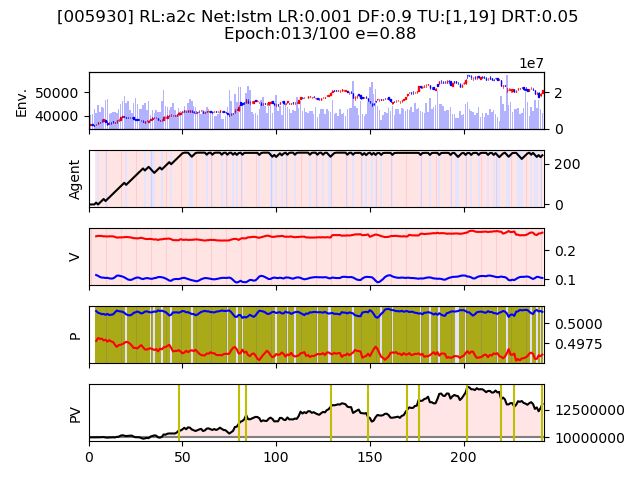 [005930] RL:a2c Net:lstm LR:0.001 DF:0.9 TU:[1,19] DRT:0.05
Epoch:013/100 e=0.88
1e7
Env.
50000
40000
2
0
Agent
200
0
V
0.2
0.1
P
0.5000
0.4975
PV
12500000
10000000
0
50
100
150
200